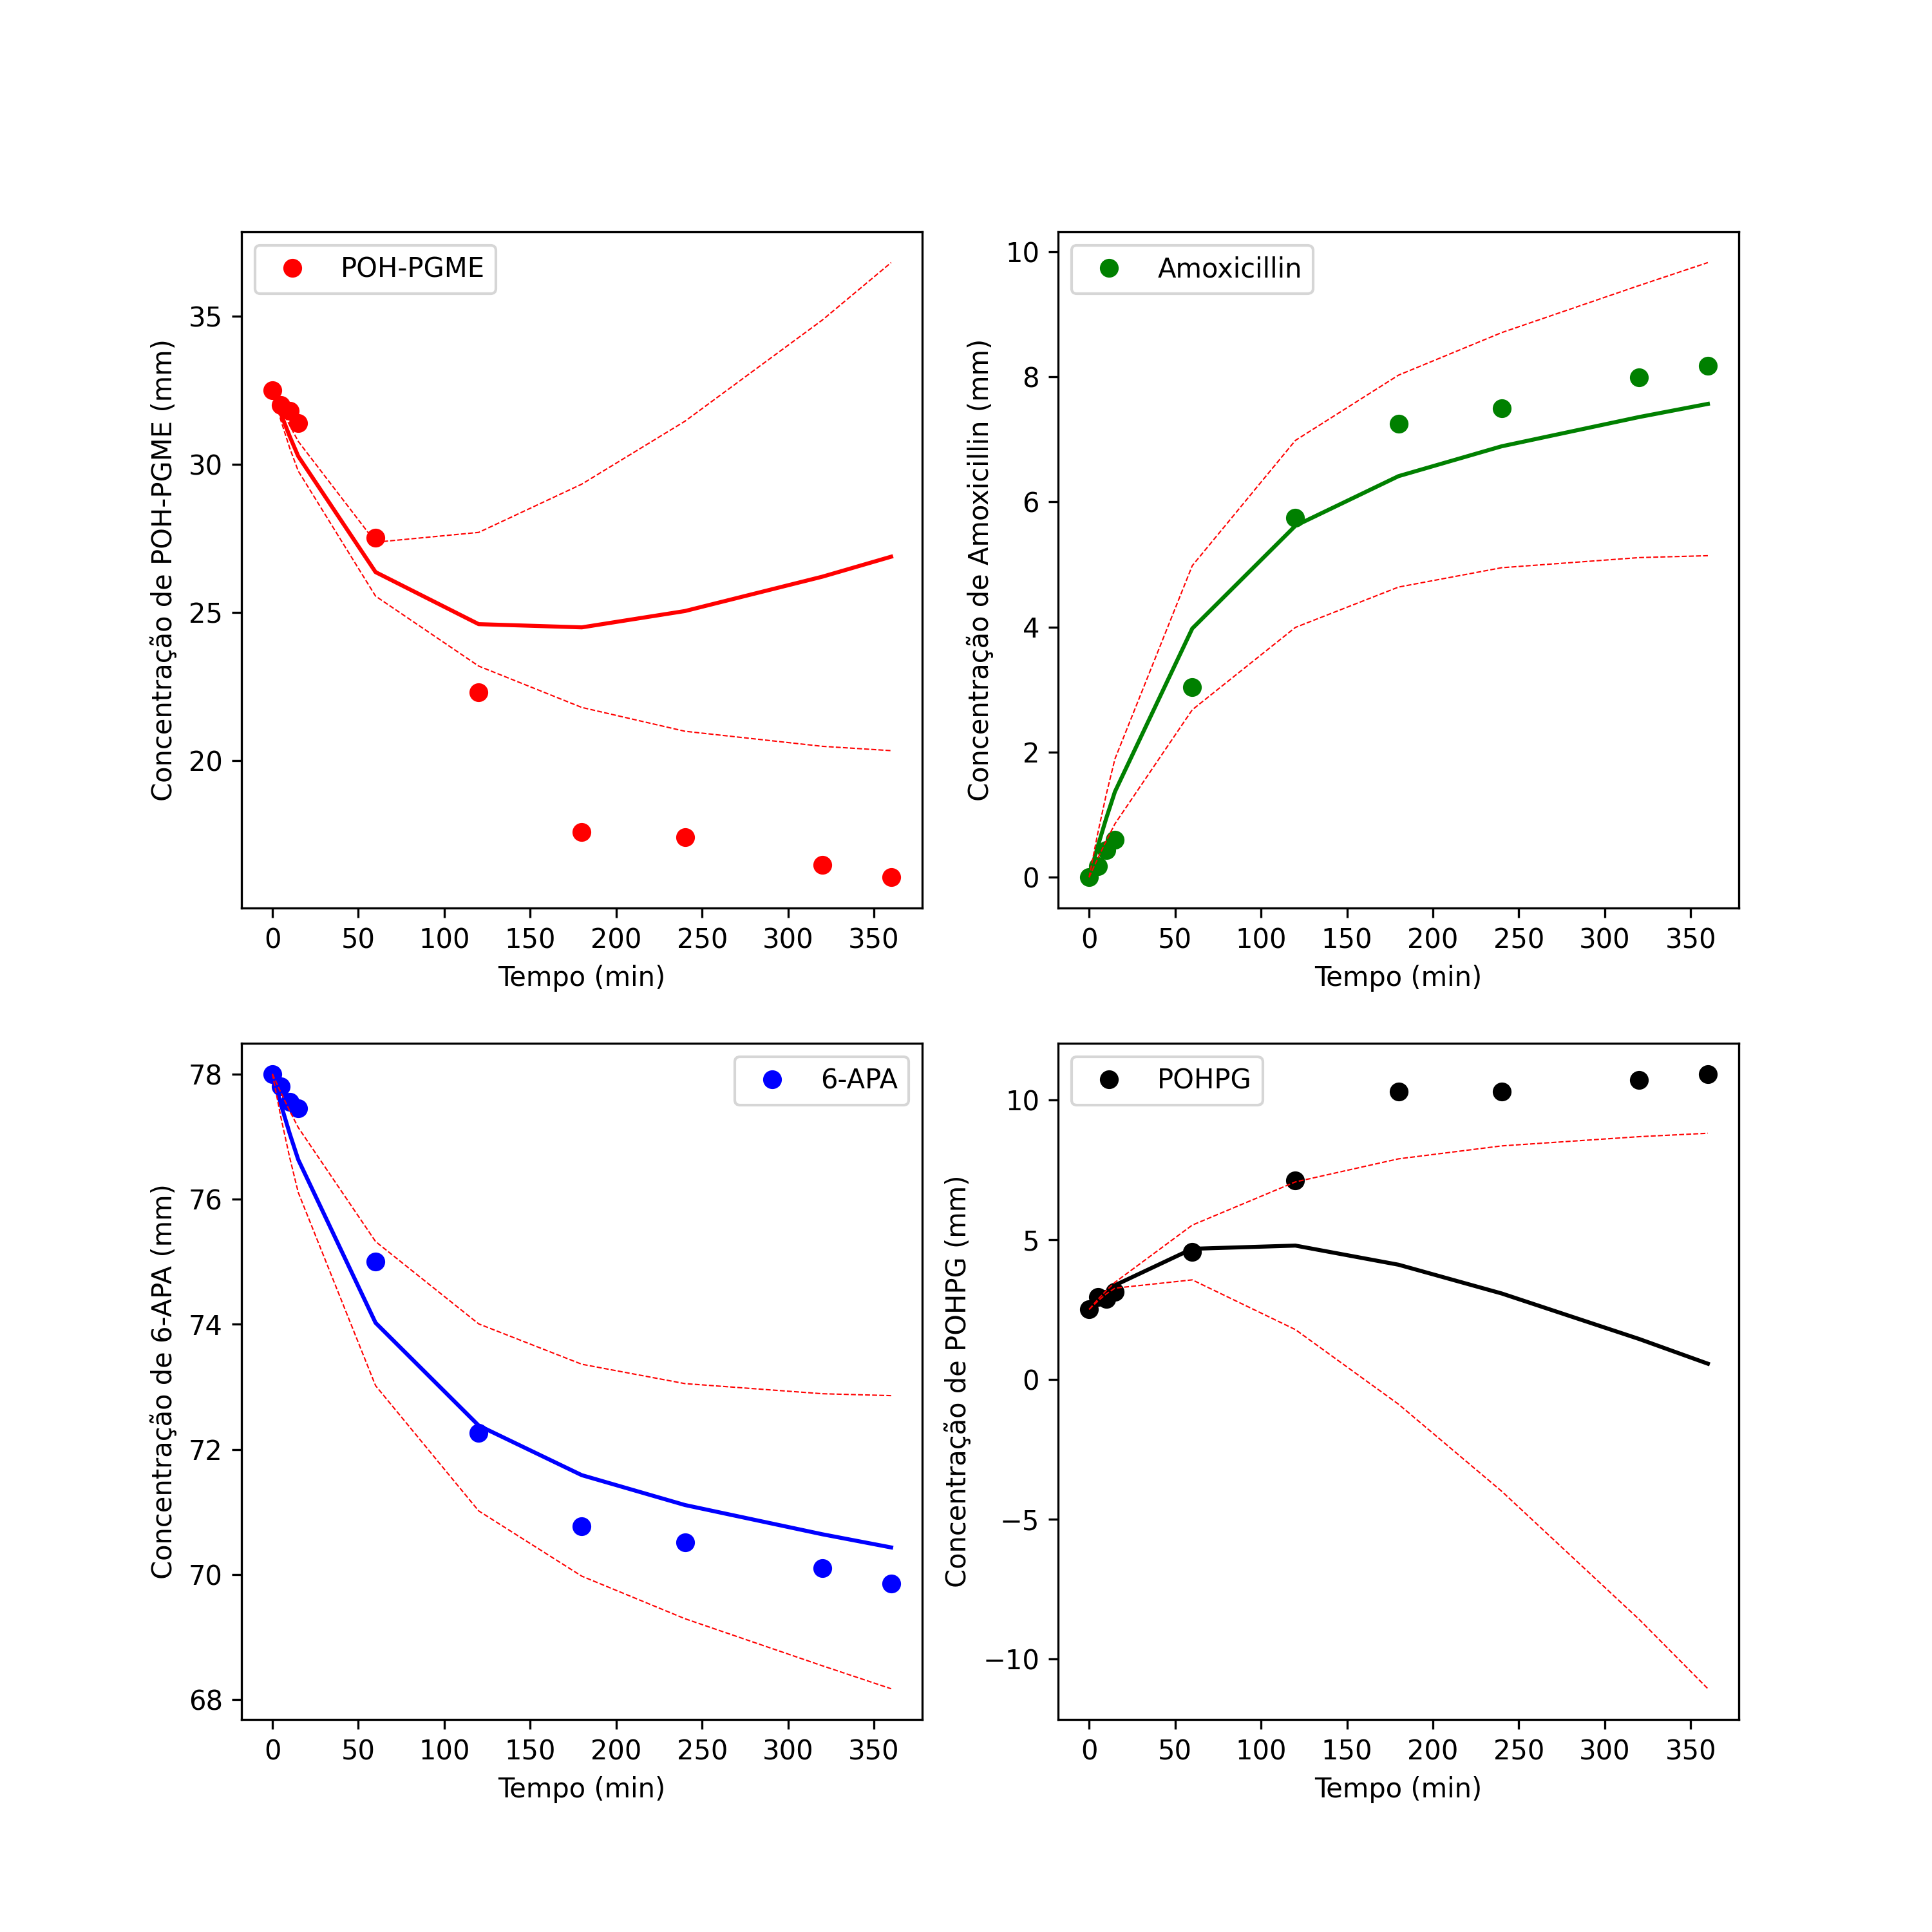 POH-PGME
Concentração de POH-PGME (mm)
35
30
25
20
0 50 100 150 200 250 300 350
Tempo (min)
Amoxicillin
Concentração de Amoxicillin (mm)
10
8
6
4
2
0
0 50 100 150 200 250 300 350
Tempo (min)
6-APA
Concentração de 6-APA (mm)
78
76
74
72
70
68
0 50 100 150 200 250 300 350
Tempo (min)
POHPG
Concentração de POHPG (mm)
10
5
0
−5
−10
0 50 100 150 200 250 300 350
Tempo (min)